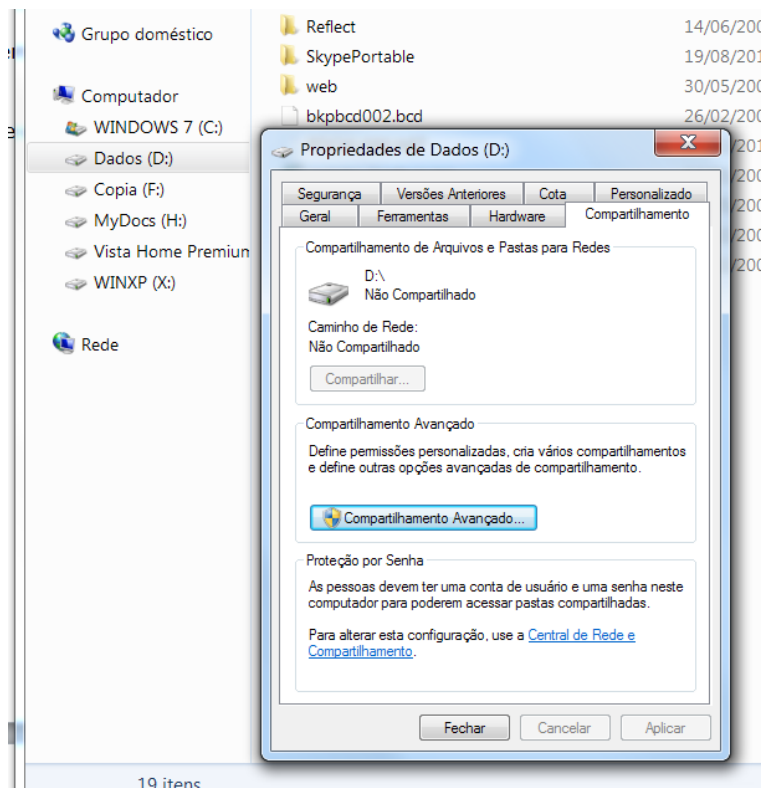 Grupo doméstico
Computador
WINDOWS 7 (C:)
Dados (D:)
Copia (F:)
MyDocs (H:)
Vista Home Premium
WINXP (X:)
Rede
Reflect 14/06/200
SkypePortable 19/08/201
web 30/05/200
bkpbcd002.bcd 26/02/200
Propriedades de Dados (D:)
Segurança Versões Anteriores Cota Personalizado
Geral Ferramentas Hardware Compartilhamento
Compartilhamento de Arquivos e Pastas para Redes
D:\
Não Compartilhado
Caminho de Rede:
Não Compartilhado
Compartilhar...
Compartilhamento Avançado
Define permissões personalizadas, cria vários compartilhamentos
e define outras opções avançadas de compartilhamento.
Compartilhamento Avançado...
Proteção por Senha
As pessoas devem ter uma conta de usuário e uma senha neste
computador para poderem acessar pastas compartilhadas.
Para alterar esta configuração, use a Central de Rede e
Compartilhamento.
Fechar Cancelar Aplicar
19 itens